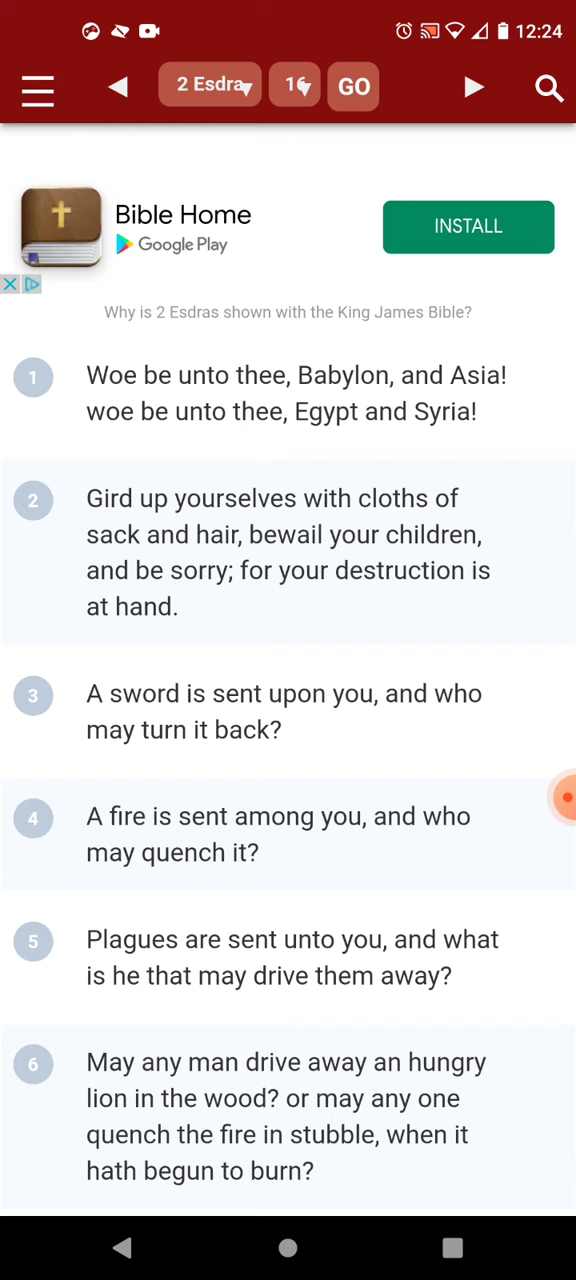 12:24
2 Esdra
16
GO
Bible Home
Google Play
INSTALL
Why is 2 Esdras shown with the King James Bible?
1
Woe be unto thee, Babylon, and Asia!
woe be unto thee, Egypt and Syria!
2
Gird up yourselves with cloths of
sack and hair, bewail your children,
and be sorry; for your destruction is
at hand.
3
A sword is sent upon you, and who
may turn it back?
4
A fire is sent among you, and who
may quench it?
5
Plagues are sent unto you, and what
is he that may drive them away?
6
May any man drive away an hungry
lion in the wood? or may any one
quench the fire in stubble, when it
hath begun to burn?